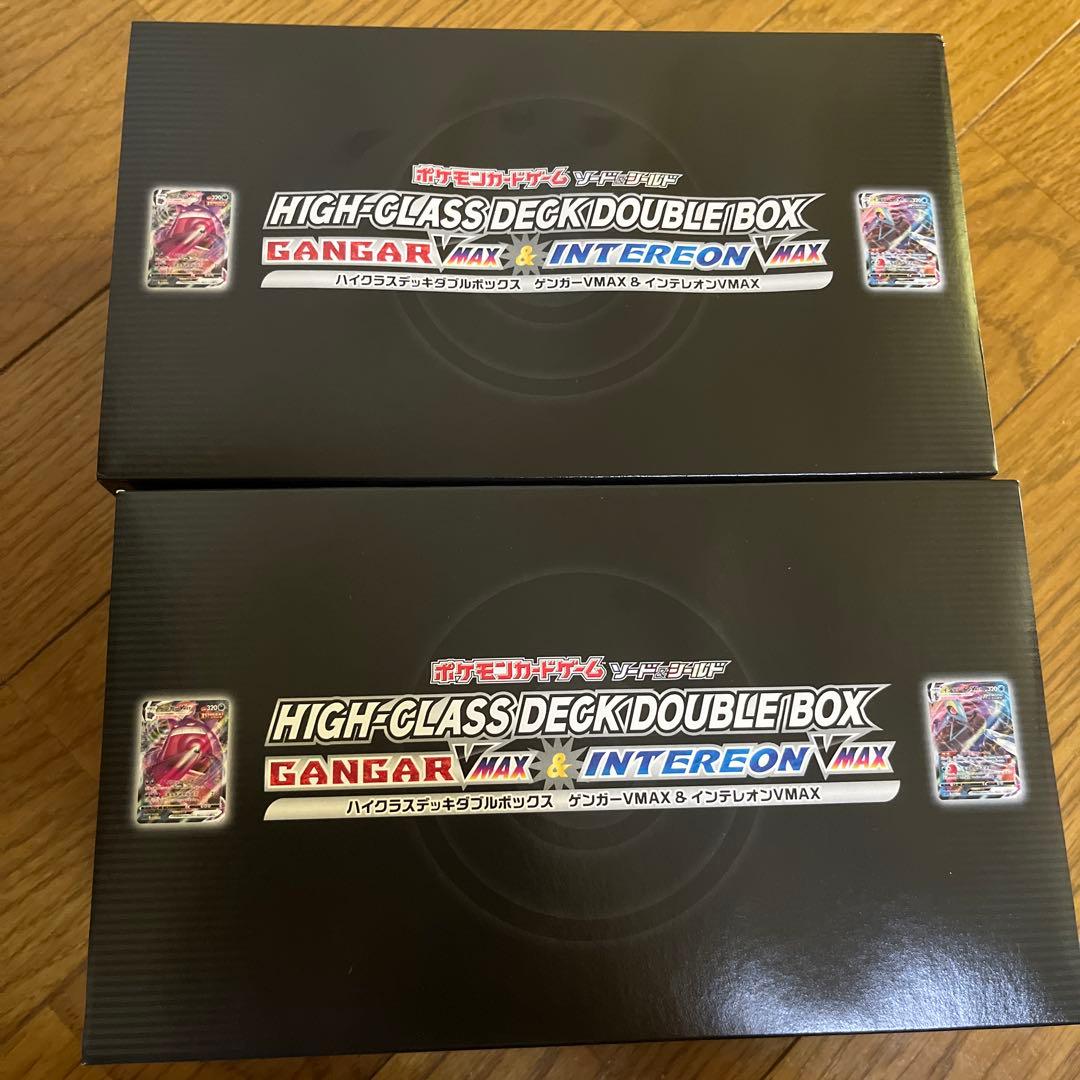 ポケモンカードゲーム ソード&シールド
HIGH-CLASS DECK DOUBLE BOX
GANGAR VMAX & INTEREON VMAX
ハイクラスデッキダブルボックス ゲンガーVMAX & インテレオンVMAX
320
320
ポケモンカードゲーム ソード&シールド
HIGH-CLASS DECK DOUBLE BOX
GANGAR VMAX & INTEREON VMAX
ハイクラスデッキダブルボックス ゲンガーVMAX & インテレオンVMAX
320
320